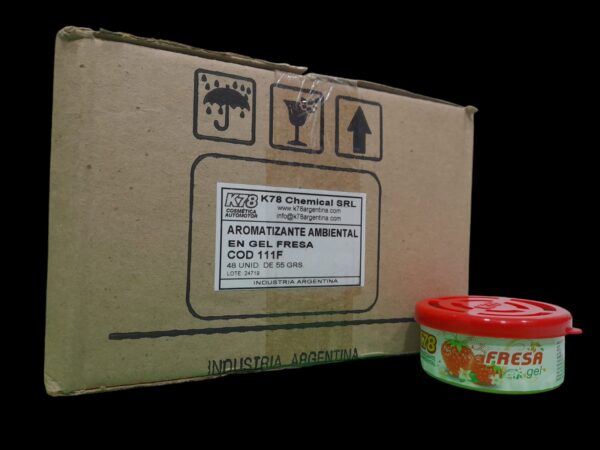 K78
COSMÉTICA
AUTOMOTOR
K78 Chemical SRL
www.k78argentina.com
info@k78argentina.com
AROMATIZANTE AMBIENTAL
EN GEL FRESA
COD 111F
48 UNID. DE 55 GRS.
LOTE: 24719
INDUSTRIA ARGENTINA
INDUSTRIA ARGENTINA
K78
FRESA
gel